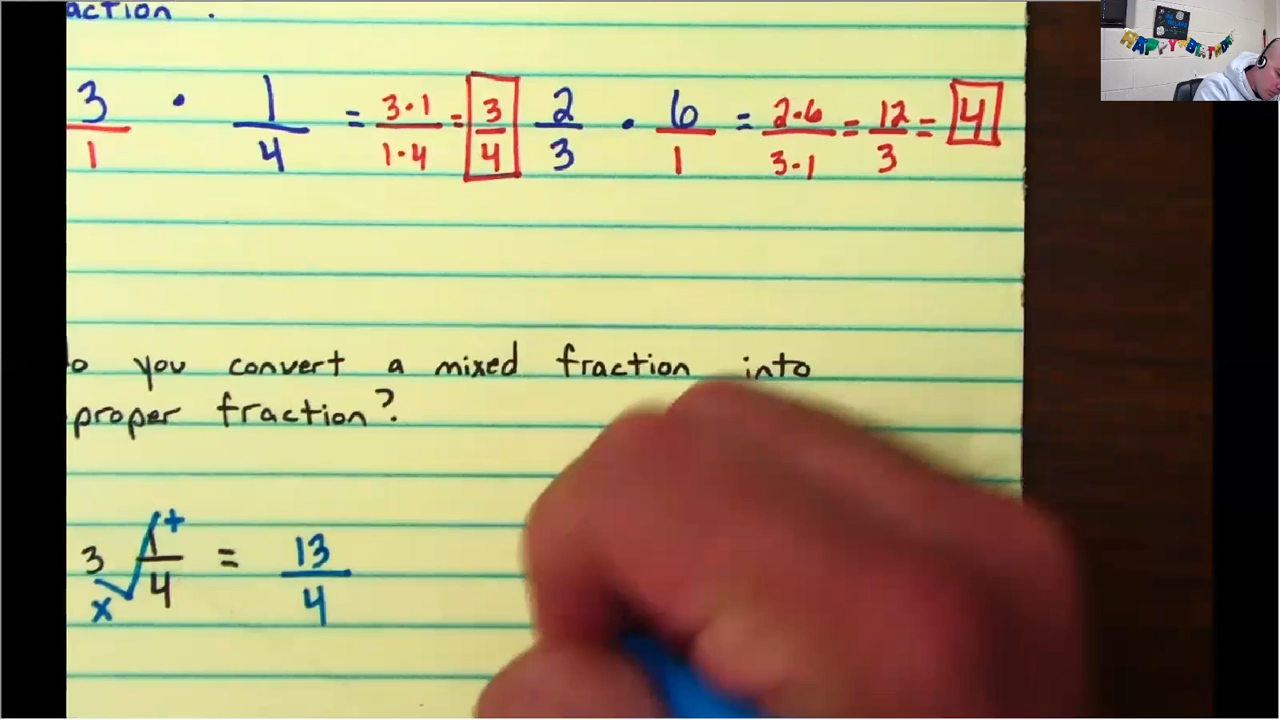 action.
3/1 · 1/4 = 3·1/1·4 = 3/4 2/3 · 6/1 = 2·6/3·1 = 12/3 = 4
o you convert a mixed fraction into
proper fraction?
3 1/4 + x = 13/4
HAPPY BIRTHD